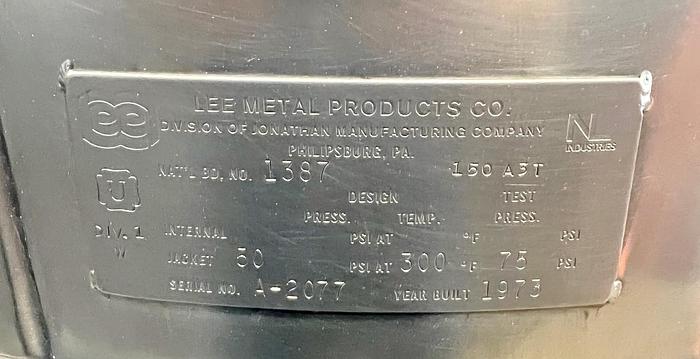 LEE METAL PRODUCTS CO.
DIVISION OF JONATHAN MANUFACTURING COMPANY
PHILIPSBURG, PA.
NL
INDUSTRIES
NAT'L BD. NO. 1387 150 A3T
U
DESIGN TEST
PRESS. TEMP. PRESS.
DIV. 1
W
INTERNAL PSI AT °F PSI
JACKET 50 PSI AT 300 °F 75 PSI
SERIAL NO. A-2077 YEAR BUILT 1973